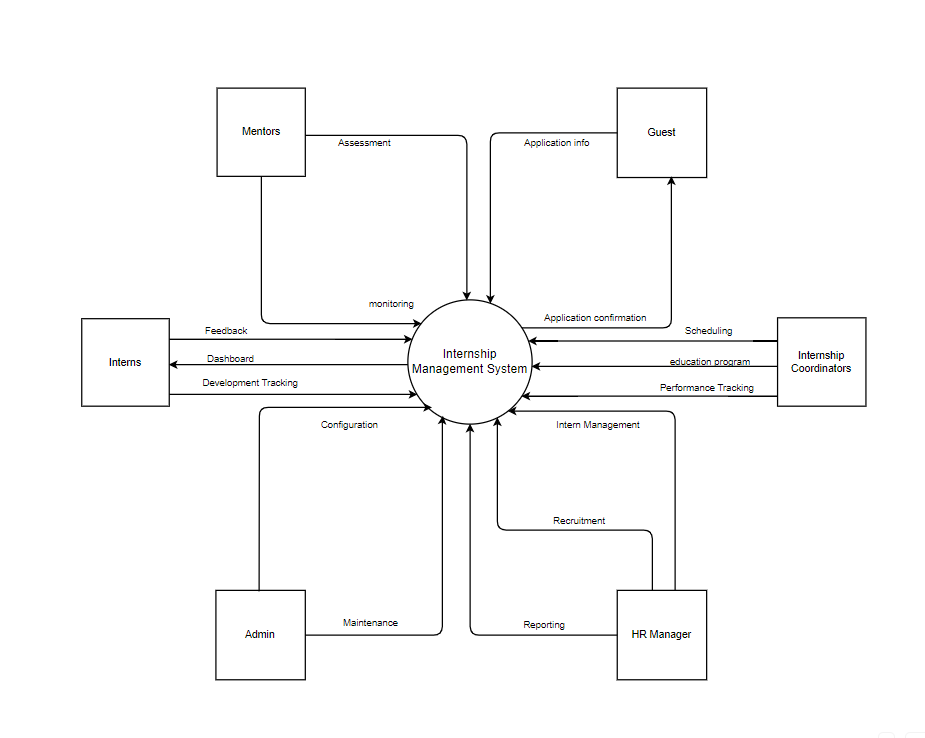 Mentors
Guest
Assessment
Application info
monitoring
Application confirmation
Feedback
Scheduling
Interns
Dashboard
Internship
Management System
education program
Internship
Coordinators
Development Tracking
Performance Tracking
Configuration
Intern Management
Recruitment
Admin
Maintenance
Reporting
HR Manager